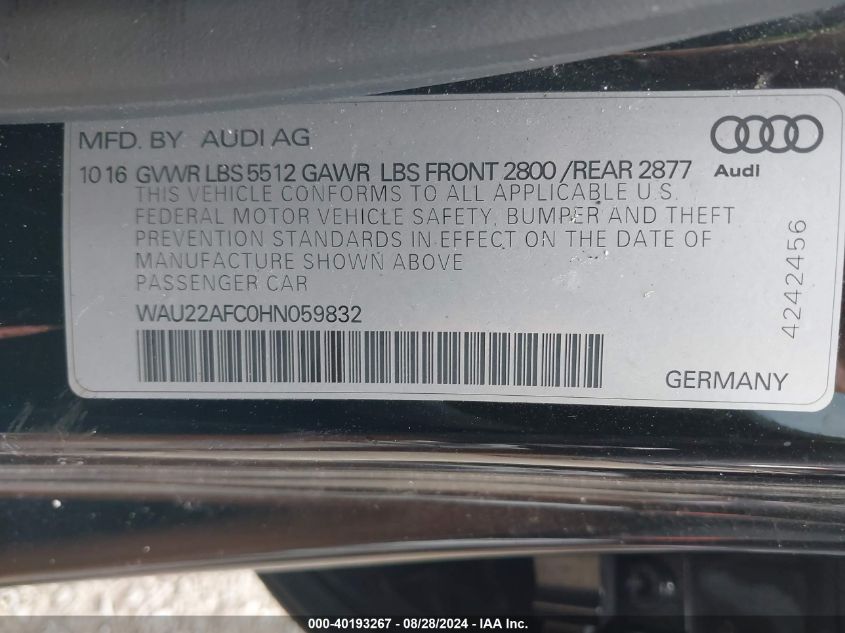 MFD. BY AUDI AG
10 16 GVWR LBS 5512 GAWR LBS FRONT 2800 /REAR 2877
Audi
THIS VEHICLE CONFORMS TO ALL APPLICABLE U.S.
FEDERAL MOTOR VEHICLE SAFETY, BUMPER AND THEFT
PREVENTION STANDARDS IN EFFECT ON THE DATE OF
MANUFACTURE SHOWN ABOVE
PASSENGER CAR
WAU22AFC0HN059832
4242456
GERMANY
000-40193267 - 08/28/2024 - IAA Inc.